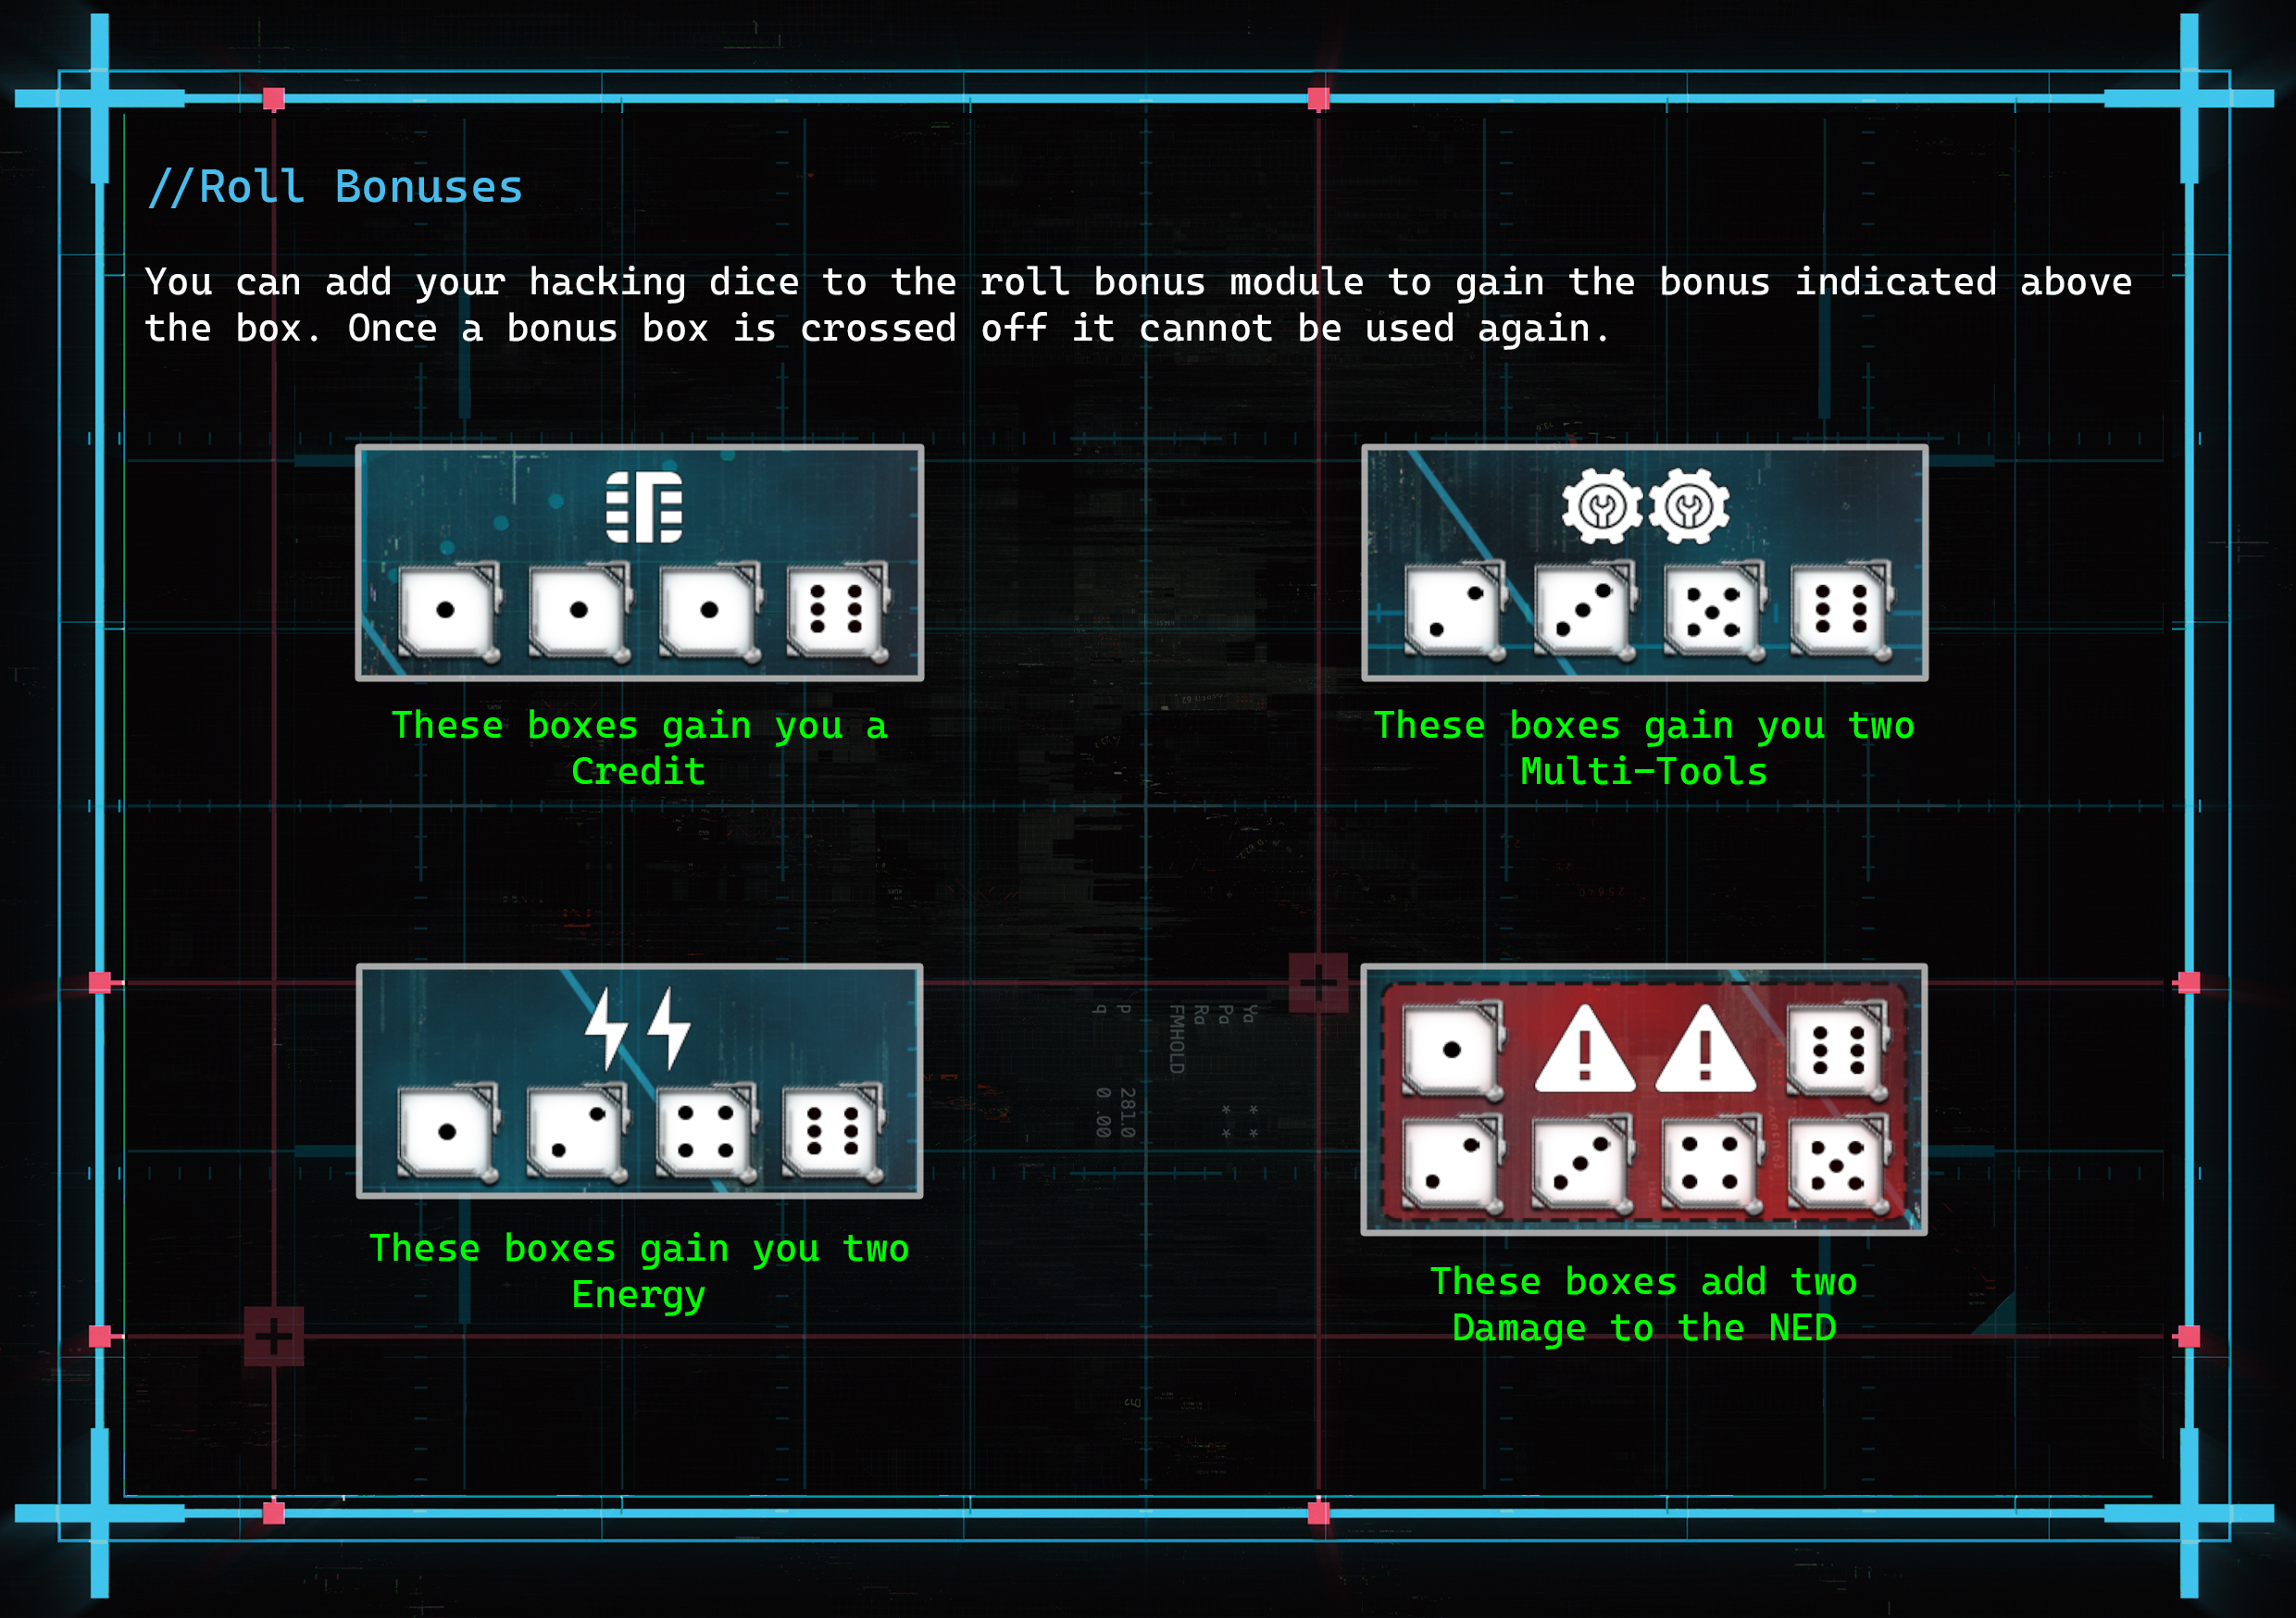 //Roll Bonuses
You can add your hacking dice to the roll bonus module to gain the bonus indicated above
the box. Once a bonus box is crossed off it cannot be used again.
These boxes gain you a
Credit
These boxes gain you two
Multi-Tools
These boxes gain you two
Energy
These boxes add two
Damage to the NED